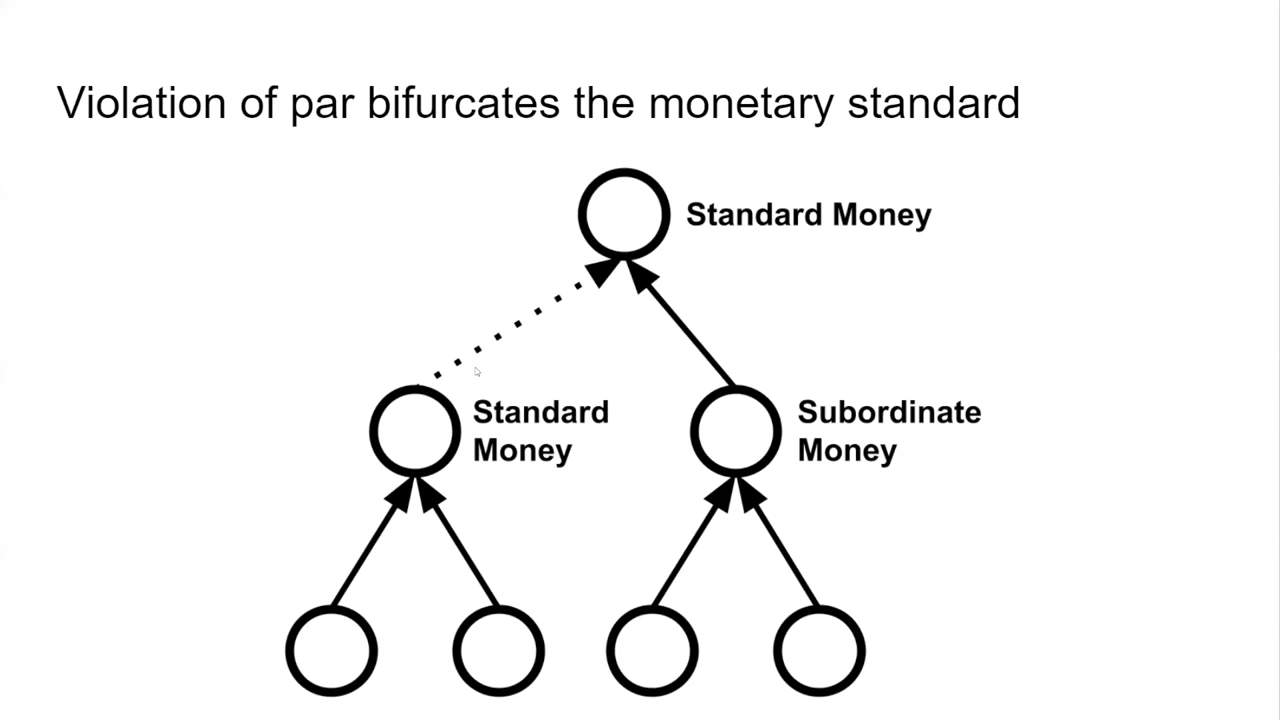 Violation of par bifurcates the monetary standard
Standard Money
Standard
Money
Subordinate
Money